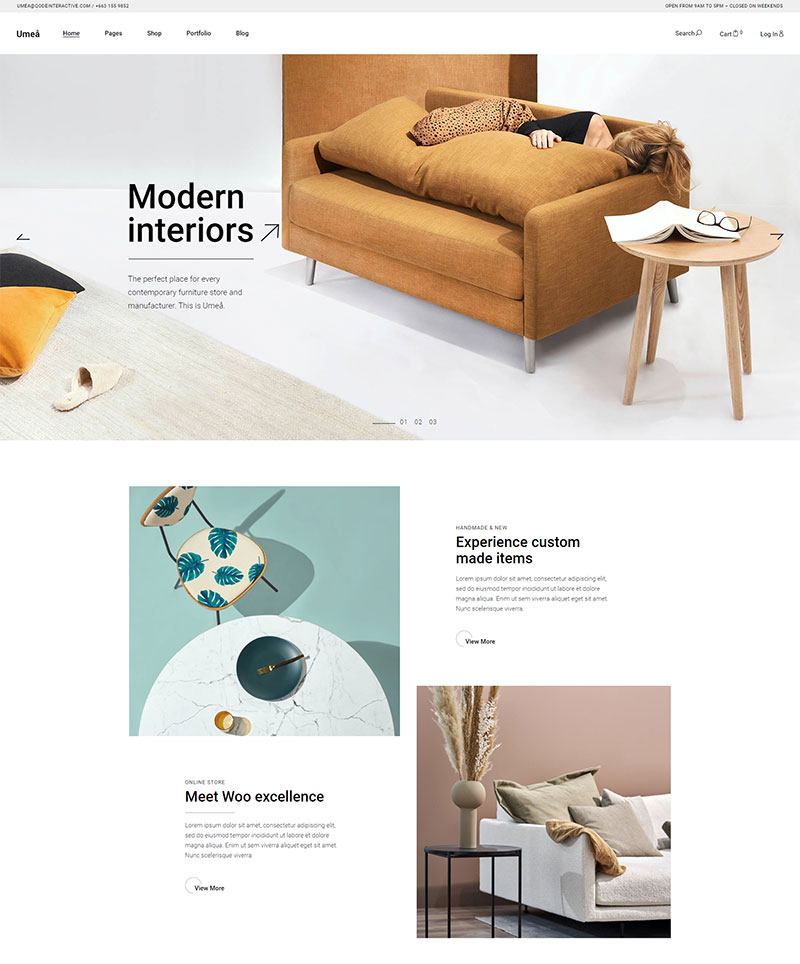 UMEA@QODEINTERACTIVE.COM / +663 155 9852
OPEN FROM 9AM TO 5PM – CLOSED ON WEEKENDS
Umeå
Home
Pages
Shop
Portfolio
Blog
Search
Cart 0
Log In
Modern
interiors
The perfect place for every
contemporary furniture store and
manufacturer. This is Umeå.
01 02 03
HANDMADE & NEW
Experience custom
made items
Lorem ipsum dolor sit amet, consectetur adipiscing elit,
sed do eiusmod tempor incididunt ut labore et dolore
magna aliqua. Enim ut sem viverra aliquet eget sit amet.
Nunc scelerisque viverra.
View More
ONLINE STORE
Meet Woo excellence
Lorem ipsum dolor sit amet, consectetur adipiscing elit,
sed do eiusmod tempor incididunt ut labore et dolore
magna aliqua. Enim ut sem viverra aliquet eget sit amet.
Nunc scelerisque viverra.
View More